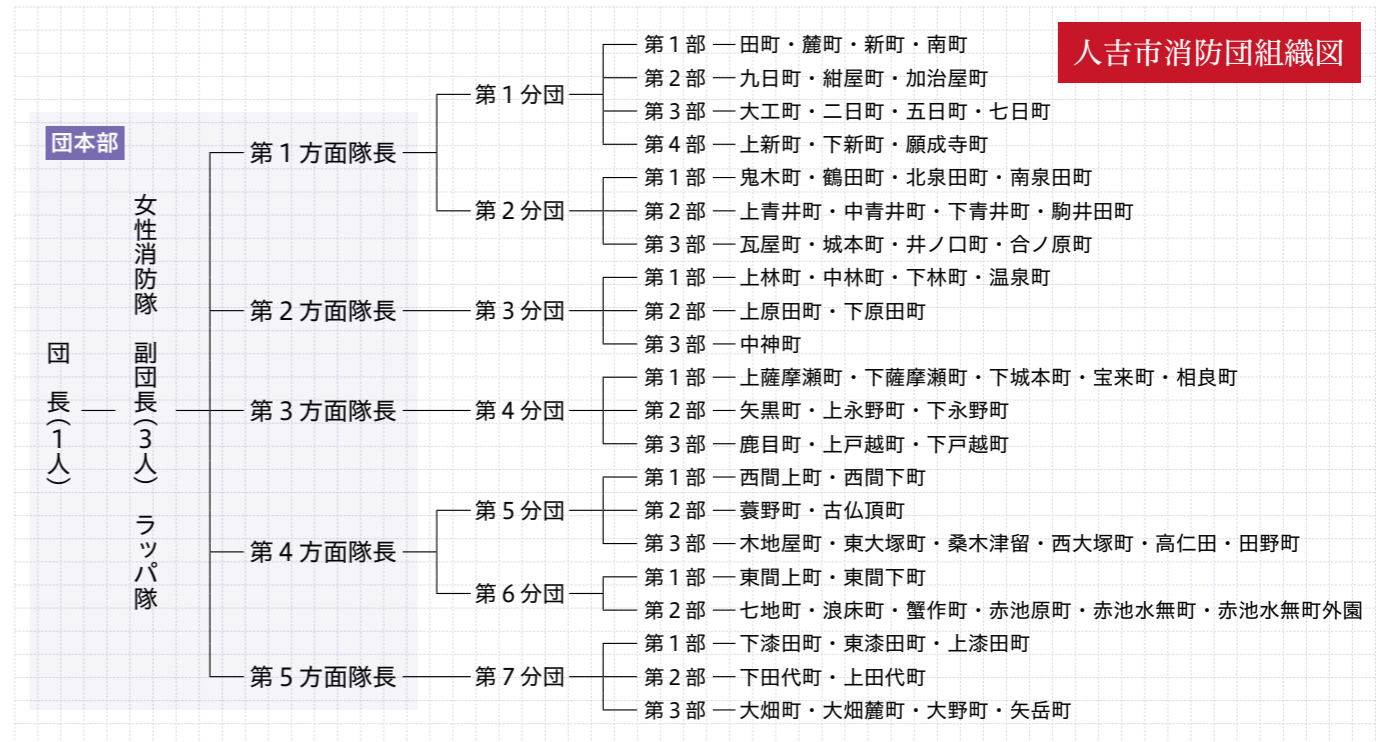 人吉市消防団組織図
団本部
団長(1人)
女性消防隊 副団長(3人) ラッパ隊
第1方面隊長
第1分団
第1部 田町・麓町・新町・南町
第2部 九日町・紺屋町・加治屋町
第3部 大工町・二日町・五日町・七日町
第4部 上新町・下新町・願成寺町
第2分団
第1部 鬼木町・鶴田町・北泉田町・南泉田町
第2部 上青井町・中青井町・下青井町・駒井田町
第3部 瓦屋町・城本町・井ノ口町・合ノ原町
第2方面隊長
第3分団
第1部 上林町・中林町・下林町・温泉町
第2部 上原田町・下原田町
第3部 中神町
第3方面隊長
第4分団
第1部 上薩摩瀬町・下薩摩瀬町・下城本町・宝来町・相良町
第2部 矢黒町・上永野町・下永野町
第3部 鹿目町・上戸越町・下戸越町
第4方面隊長
第5分団
第1部 西間上町・西間下町
第2部 蓑野町・古仏頂町
第3部 木地屋町・東大塚町・桑木津留・西大塚町・高仁田・田野町
第6分団
第1部 東間上町・東間下町
第2部 七地町・浪床町・蟹作町・赤池原町・赤池水無町・赤池水無町外園
第5方面隊長
第7分団
第1部 下漆田町・東漆田町・上漆田町
第2部 下田代町・上田代町
第3部 大畑町・大畑麓町・大野町・矢岳町